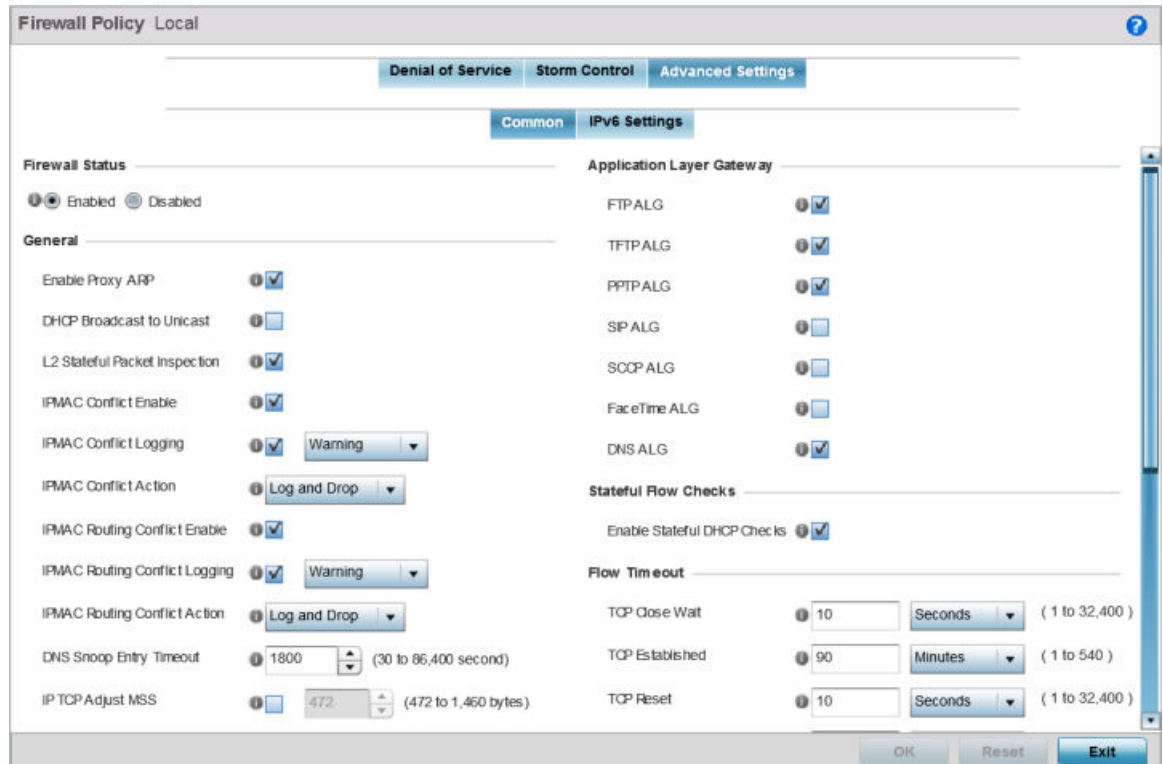 Firewall Policy Local
?
Denial of Service Storm Control Advanced Settings
Common IPv6 Settings
Firewall Status
Enabled Disabled
General
Enable Proxy ARP
DHCP Broadcast to Unicast
L2 Stateful Packet Inspection
IPMAC Conflict Enable
IPMAC Conflict Logging Warning
IPMAC Conflict Action Log and Drop
IPMAC Routing Conflict Enable
IPMAC Routing Conflict Logging Warning
IPMAC Routing Conflict Action Log and Drop
DNS Snoop Entry Timeout 1800 (30 to 86,400 second)
IP TCP Adjust MSS 472 (472 to 1,460 bytes)
Application Layer Gateway
FTP ALG
TFTP ALG
PPTP ALG
SIP ALG
SCCP ALG
FaceTime ALG
DNS ALG
Stateful Flow Checks
Enable Stateful DHCP Checks
Flow Timeout
TCP Close Wait 10 Seconds ( 1 to 32,400 )
TCP Established 90 Minutes ( 1 to 540 )
TCP Reset 10 Seconds ( 1 to 32,400 )
OK Reset Exit